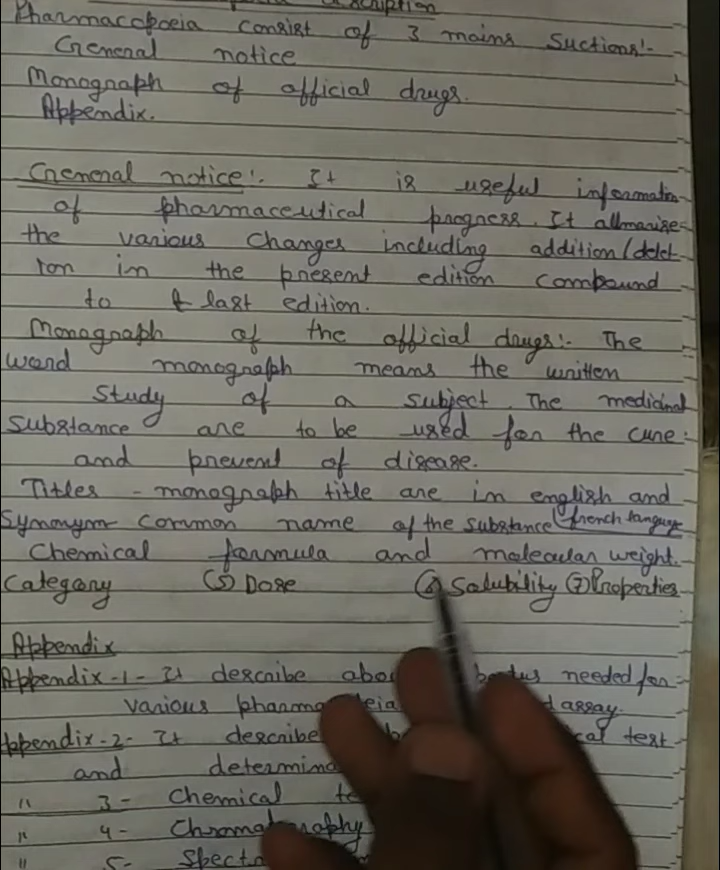 Pharmacopoeia consist of 3 mains Suctions:-
General notice
Monograph of official drugs.
Appendix.
General notice:- It is useful information
of pharmaceutical progress. It allmarise
the various changes including addition/delet
ion in the present edition compound
to last edition.
Monograph of the official drugs:- The
word monograph means the written
Study of a subject. The medicinal
Substance are to be used for the cure
and prevent of disease.
Titles - monograph title are in english and
french language
Synonym common name of the substance
Chemical formula and molecular weight.
Category (5) Dose (6) Solubility (7) Properties
Appendix
Appendix-1- It describe needed for
various assay.
Appendix-2- It describe test
and
" 3- Chemical
" 4- Chromatography
" 5-